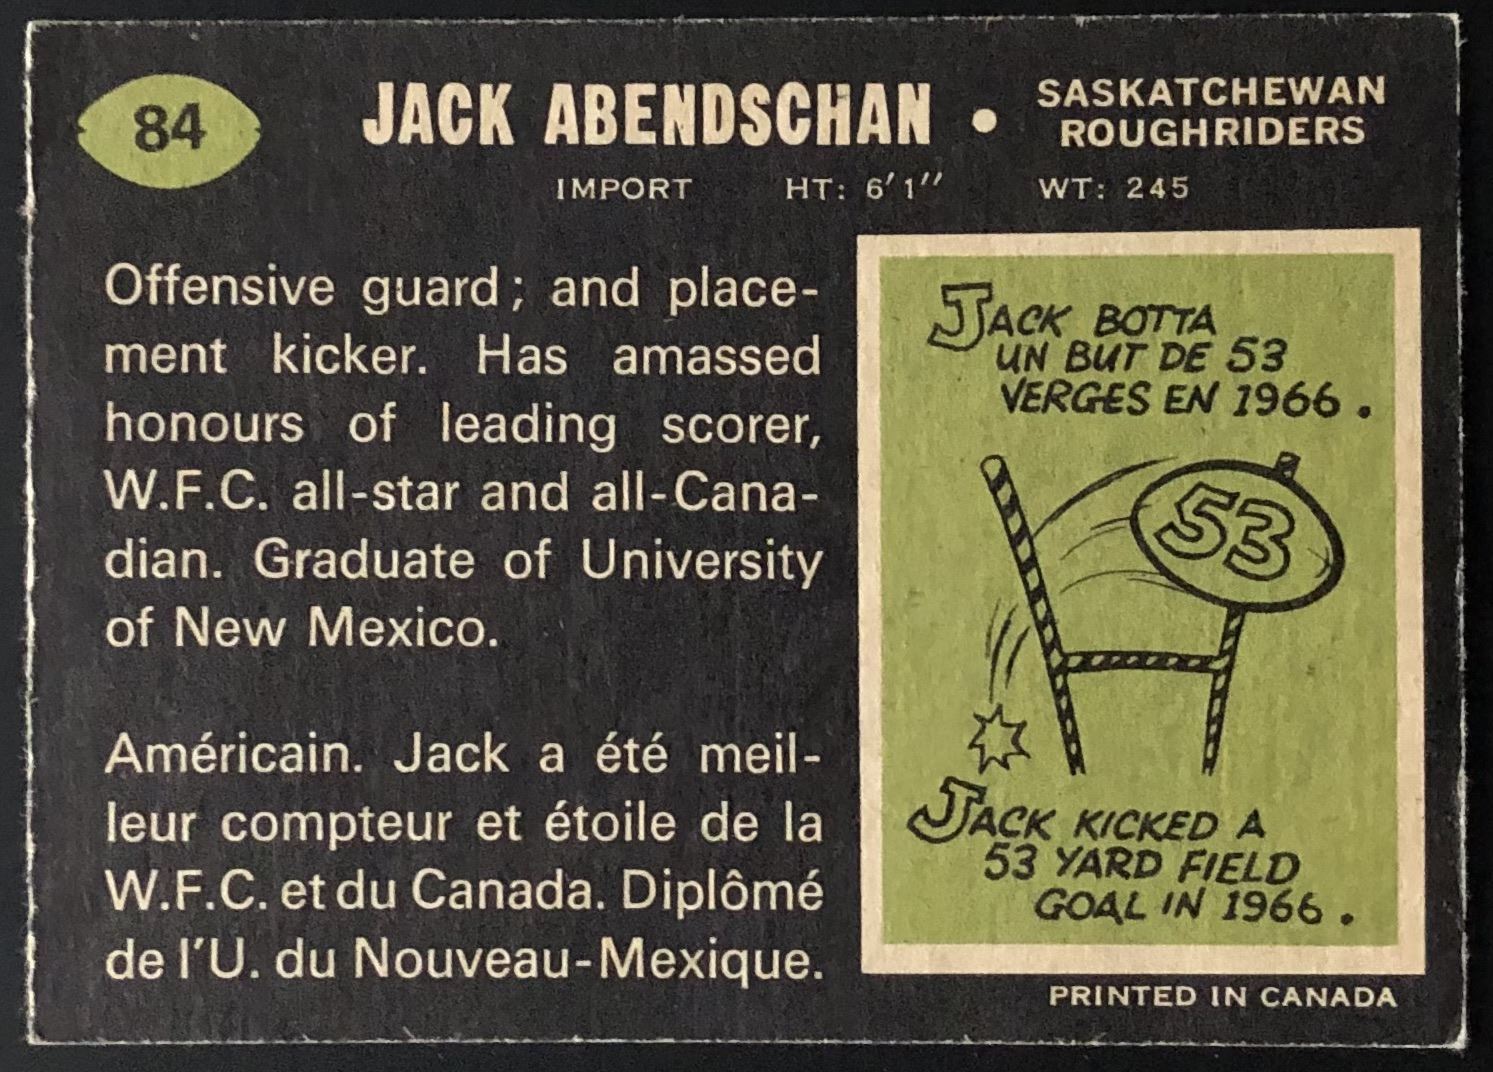 84
JACK ABENDSCHAN • SASKATCHEWAN
ROUGHRIDERS
IMPORT HT: 6'1" WT: 245
Offensive guard; and place-
ment kicker. Has amassed
honours of leading scorer,
W.F.C. all-star and all-Cana-
dian. Graduate of University
of New Mexico.
Américain. Jack a été meil-
leur compteur et étoile de la
W.F.C. et du Canada. Diplômé
de l'U. du Nouveau-Mexique.
JACK BOTTA
UN BUT DE 53
VERGES EN 1966.
53
JACK KICKED A
53 YARD FIELD
GOAL IN 1966.
PRINTED IN CANADA